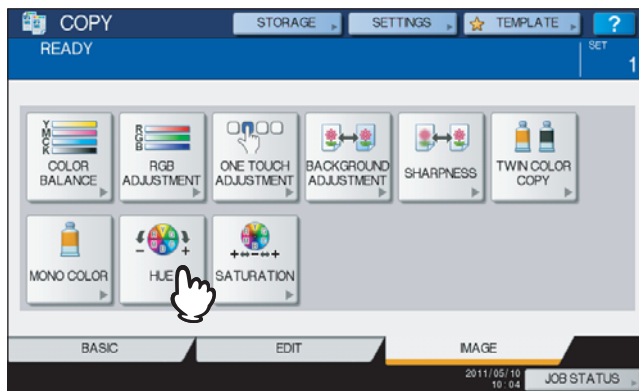 COPY
STORAGE
SETTINGS
TEMPLATE
?
READY
SET
1
Y
M
C
K
COLOR
BALANCE
R
G
B
RGB
ADJUSTMENT
ONE TOUCH
ADJUSTMENT
BACKGROUND
ADJUSTMENT
SHARPNESS
TWIN COLOR
COPY
MONO COLOR
- +
HUE
+↔-↔+
SATURATION
BASIC
EDIT
IMAGE
2011/05/10
10:04
JOB STATUS